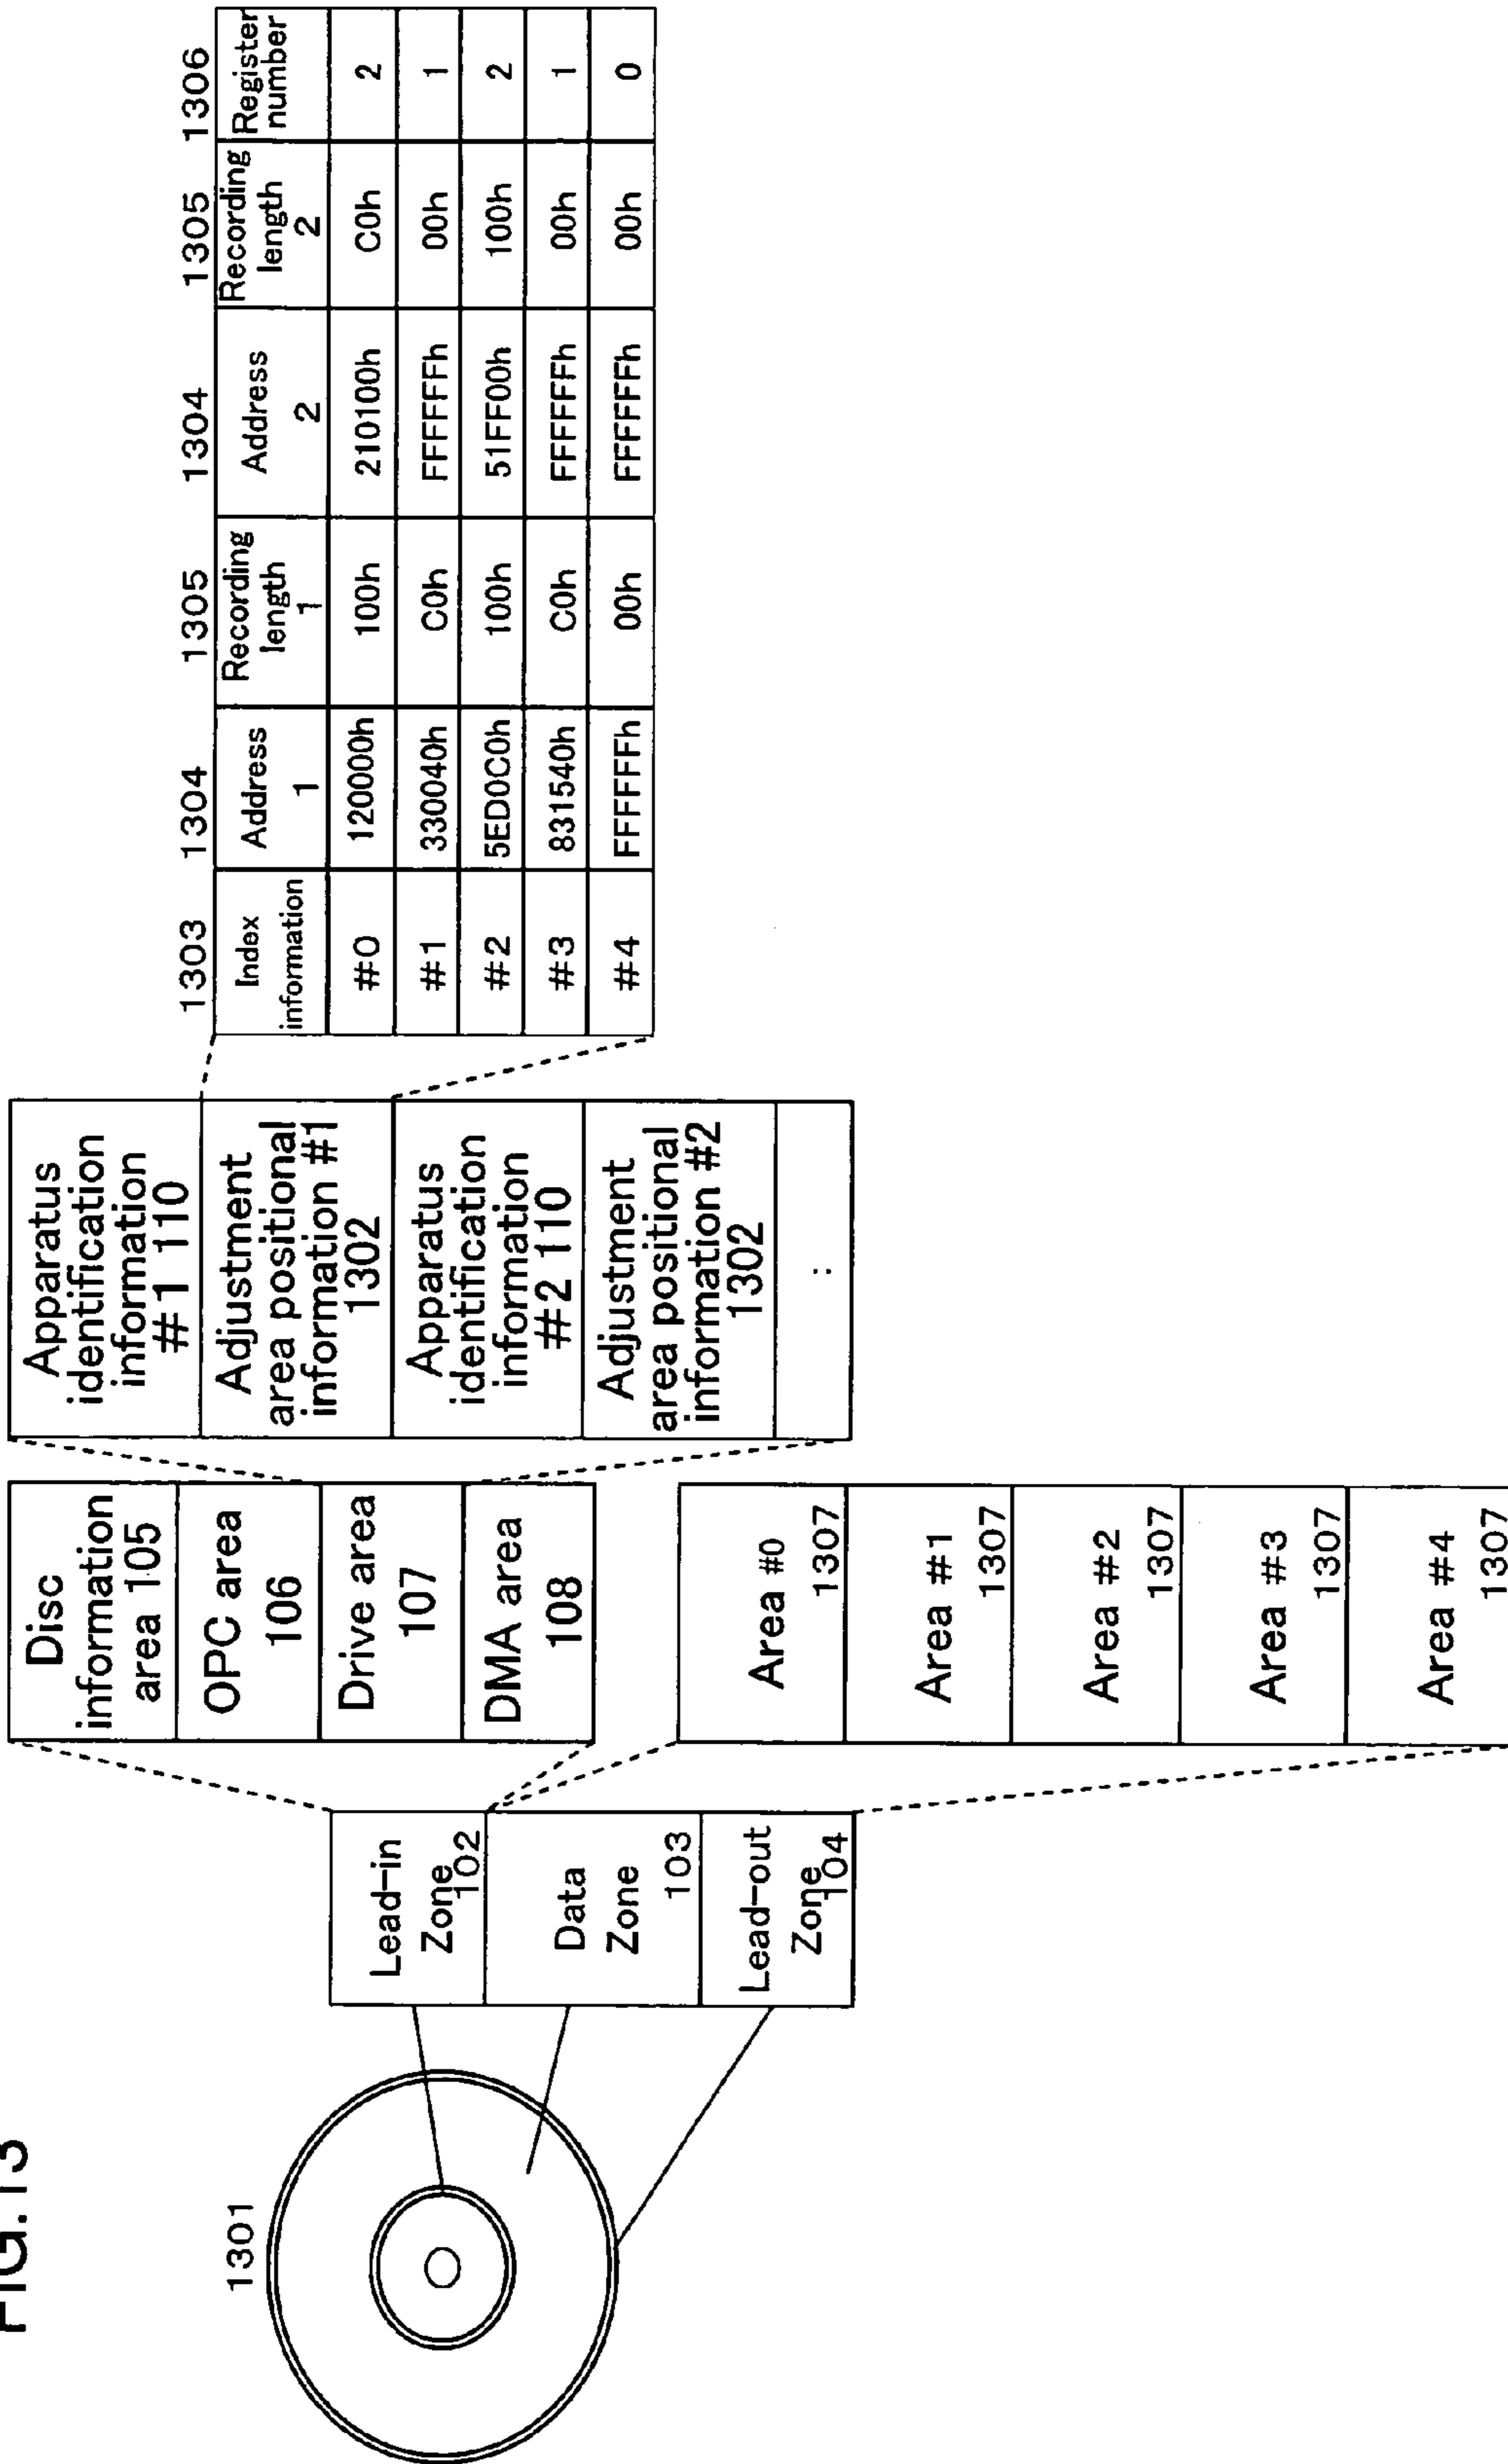 FIG.13
1301
Lead-in
Zone
102
Data
Zone
103
Lead-out
Zone
104
Disc
information
area 105
OPC area
106
Drive area
107
DMA area
108
Area #0
1307
Area #1
1307
Area #2
1307
Area #3
1307
Area #4
1307
Apparatus
identification
information
#1 110
Adjustment
area positional
information #1
1302
Apparatus
identification
information
#2 110
Adjustment
area positional
information #2
1302
:
1303 1304 1305 1304 1305 1306
Index information Address 1 Recording length 1 Address 2 Recording length 2 Register number
#0 120000h 100h 210100h C0h 2
#1 330040h C0h FFFFFFh 00h 1
#2 5ED0C0h 100h 51FF00h 100h 2
#3 831540h C0h FFFFFFh 00h 1
#4 FFFFFFh 00h FFFFFFh 00h 0